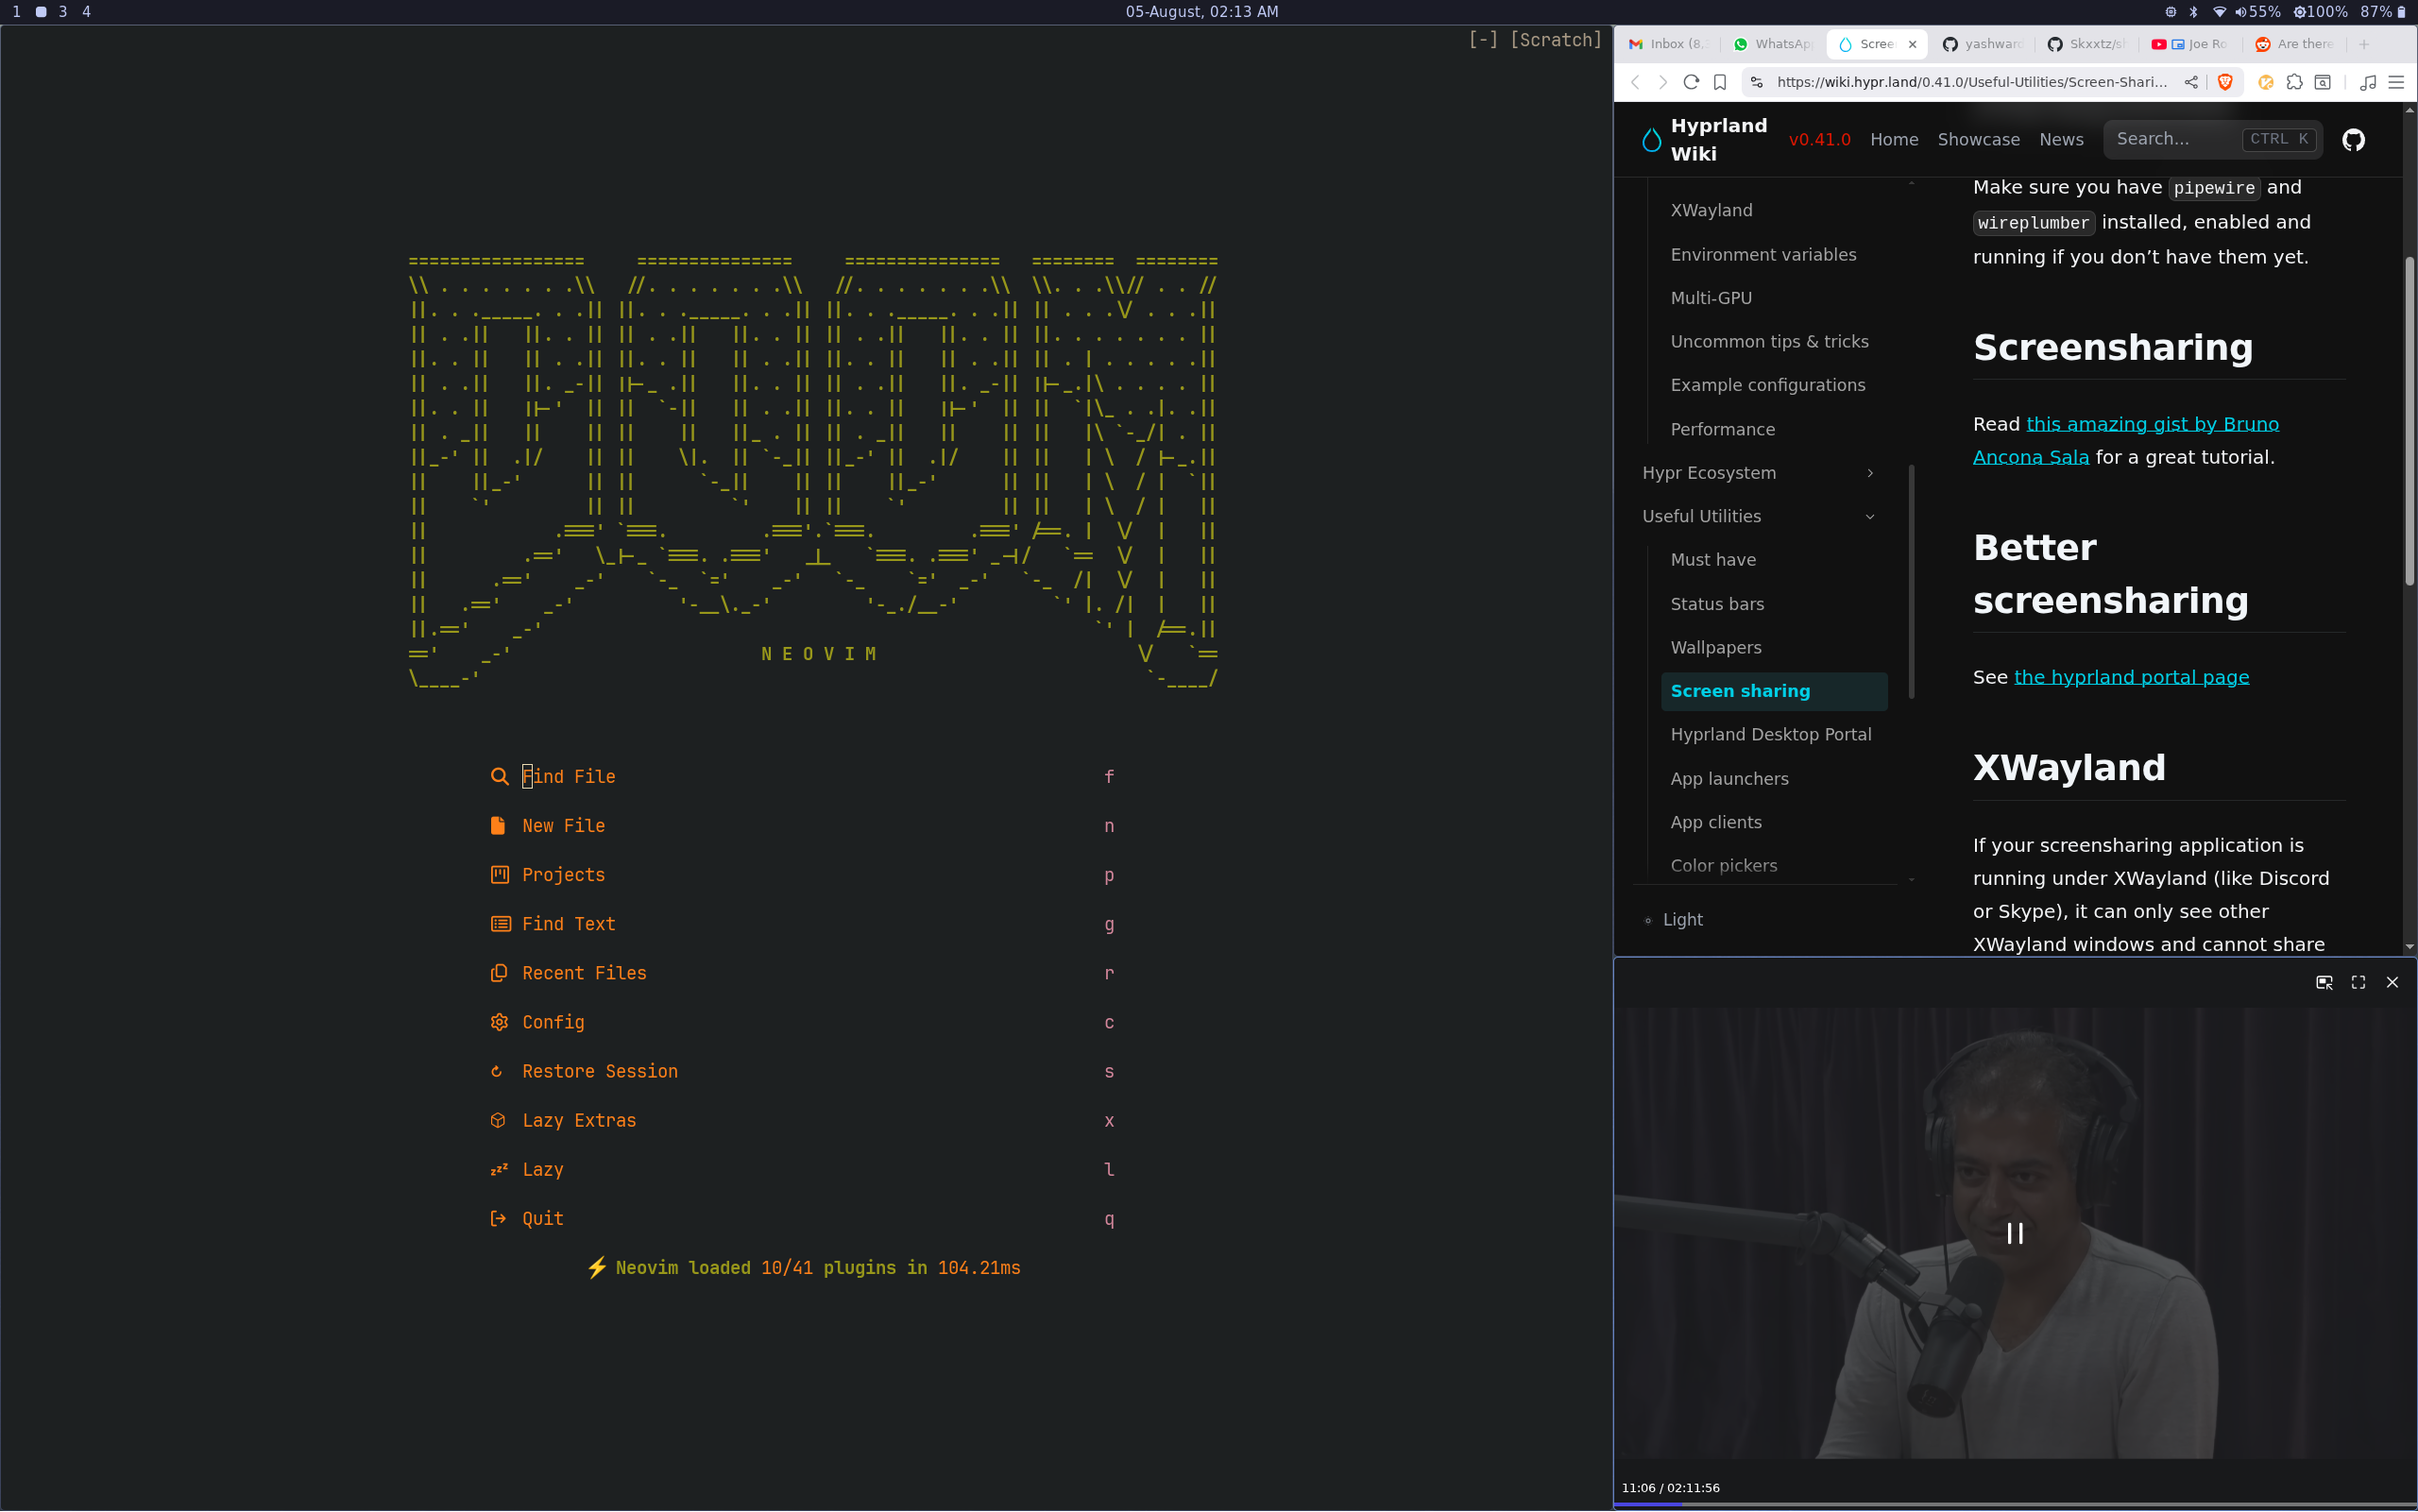 1 3 4
05-August, 02:13 AM
55% 100% 87%
[-] [Scratch]
N E O V I M
Find File f
New File n
Projects p
Find Text g
Recent Files r
Config c
Restore Session s
Lazy Extras x
Lazy l
Quit q
⚡ Neovim loaded 10/41 plugins in 104.21ms
Inbox (8, WhatsAp Scree yashward Skxxtz/sh Joe Ro Are there
https://wiki.hypr.land/0.41.0/Useful-Utilities/Screen-Shari...
Hyprland
Wiki
v0.41.0 Home Showcase News Search... CTRL K
XWayland
Environment variables
Multi-GPU
Uncommon tips & tricks
Example configurations
Performance
Hypr Ecosystem
Useful Utilities
Must have
Status bars
Wallpapers
Screen sharing
Hyprland Desktop Portal
App launchers
App clients
Color pickers
Light
Make sure you have pipewire and
wireplumber installed, enabled and
running if you don’t have them yet.
Screensharing
Read this amazing gist by Bruno
Ancona Sala for a great tutorial.
Better
screensharing
See the hyprland portal page
XWayland
If your screensharing application is
running under XWayland (like Discord
or Skype), it can only see other
XWayland windows and cannot share
11:06 / 02:11:56